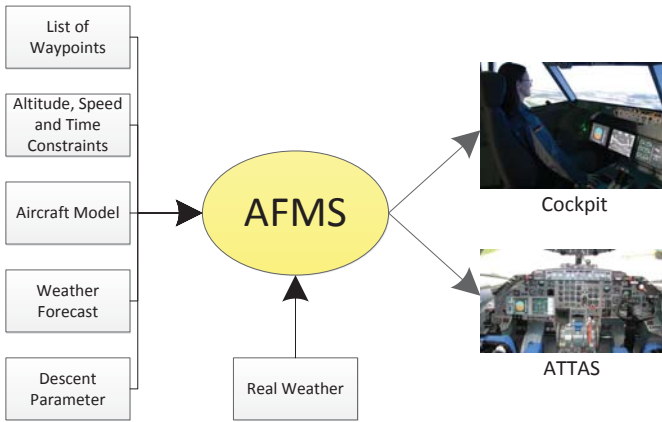 List of
Waypoints
Altitude, Speed
and Time
Constraints
Aircraft Model
Weather
Forecast
Descent
Parameter
AFMS
Real Weather
Cockpit
ATTAS